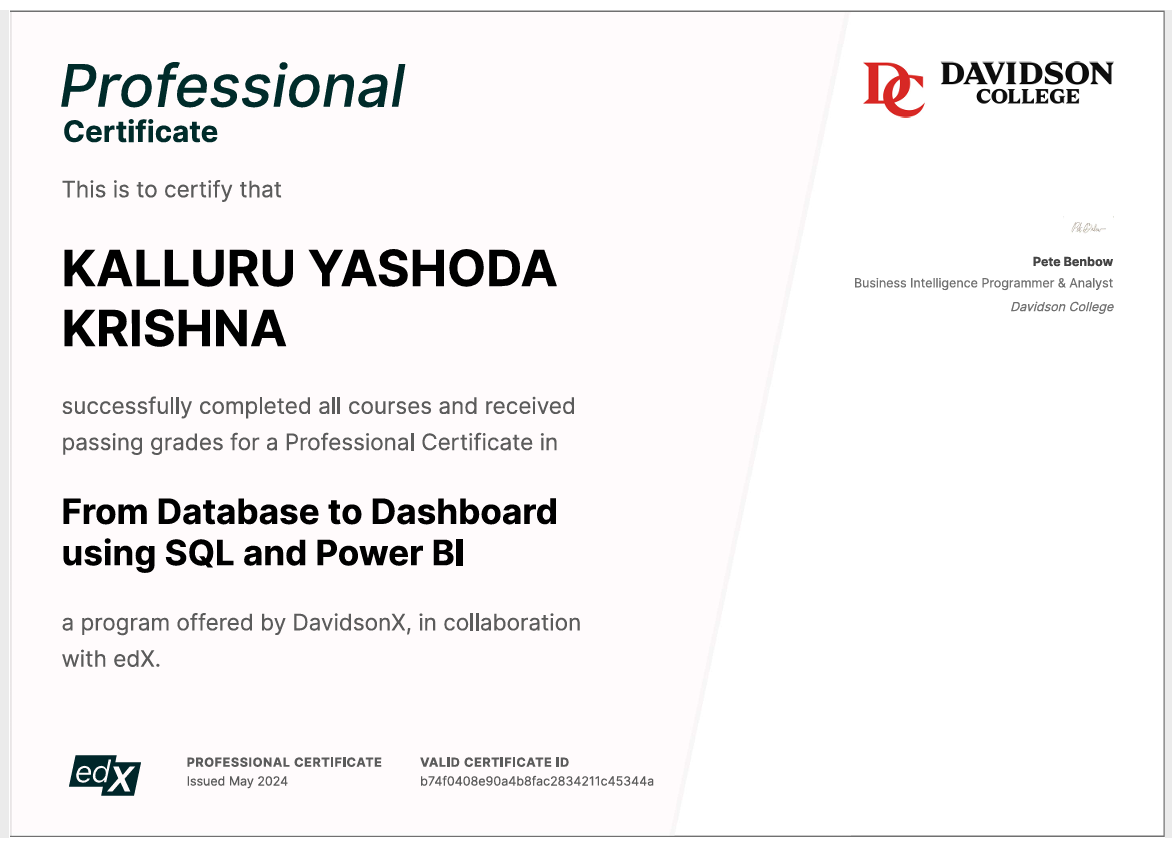 Professional
Certificate
This is to certify that
KALLURU YASHODA
KRISHNA
successfully completed all courses and received
passing grades for a Professional Certificate in
From Database to Dashboard
using SQL and Power BI
a program offered by DavidsonX, in collaboration
with edX.
edX
PROFESSIONAL CERTIFICATE
Issued May 2024
VALID CERTIFICATE ID
b74f0408e90a4b8fac2834211c45344a
DC
DAVIDSON
COLLEGE
Pete Benbow
Business Intelligence Programmer & Analyst
Davidson College